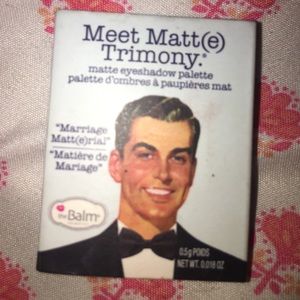 Meet Matt(e)
Trimony.®
matte eyeshadow palette
palette d'ombres à paupières mat
"Marriage
Matt(e)rial"
"Matière de
Mariage"
theBalm®
0.5g POIDS
NET WT. 0.018 OZ